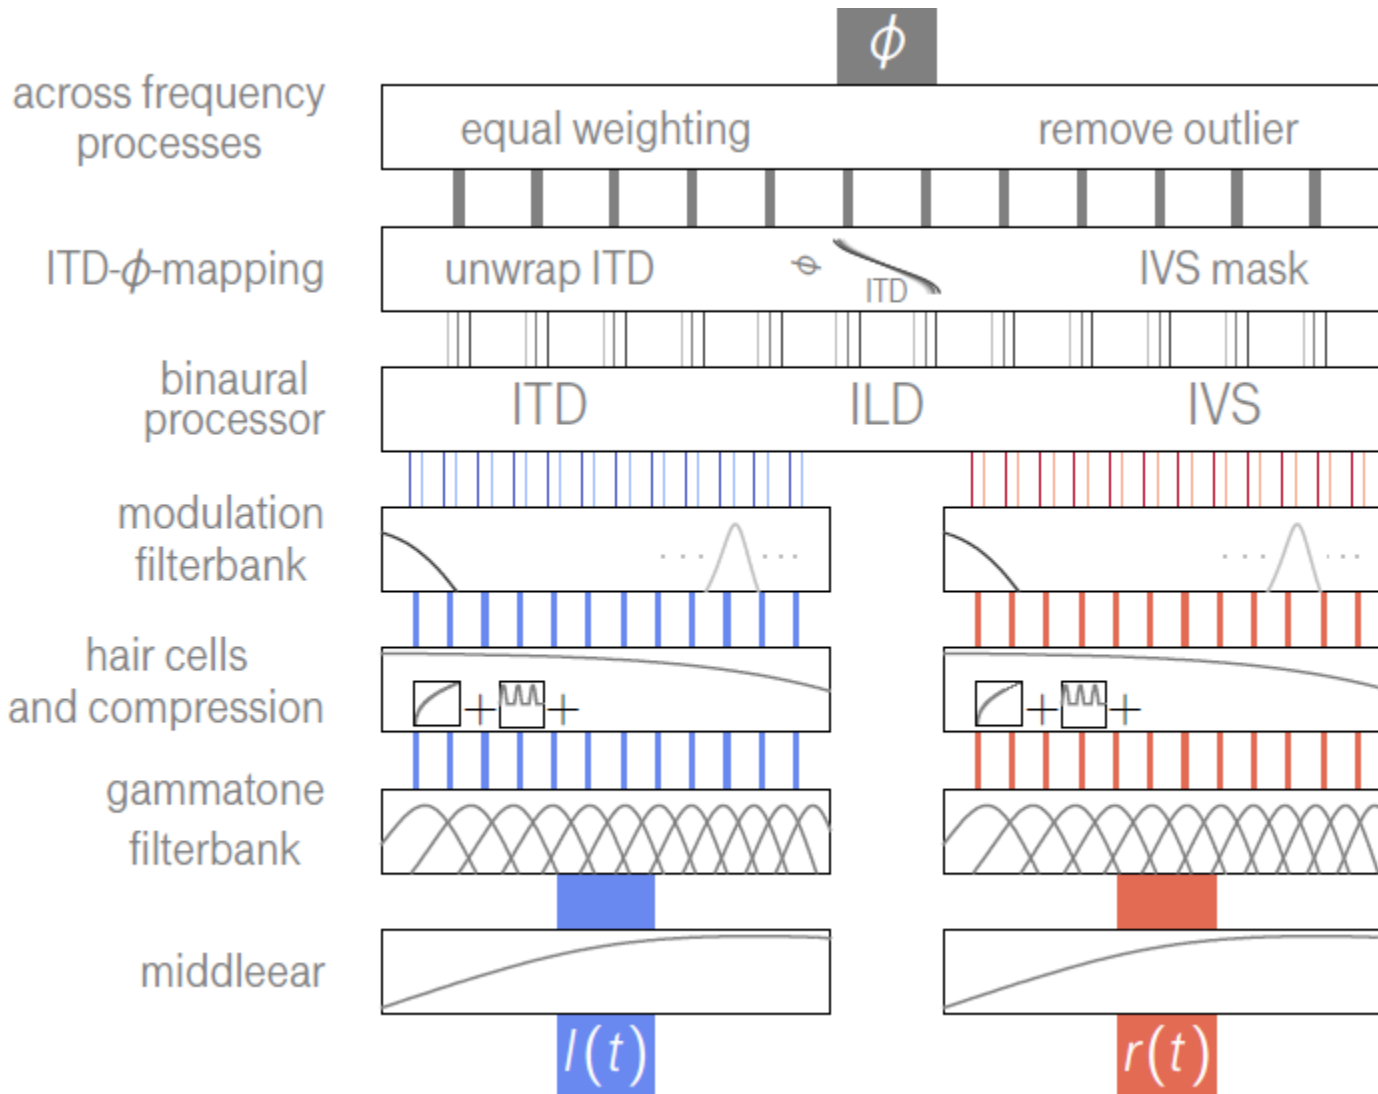 ϕ
across frequency
processes
equal weighting
remove outlier
ITD-ϕ-mapping
unwrap ITD
ϕ
ITD
IVS mask
binaural
processor
ITD
ILD
IVS
modulation
filterbank
hair cells
and compression
+ +
+ +
gammatone
filterbank
middleear
l(t)
r(t)